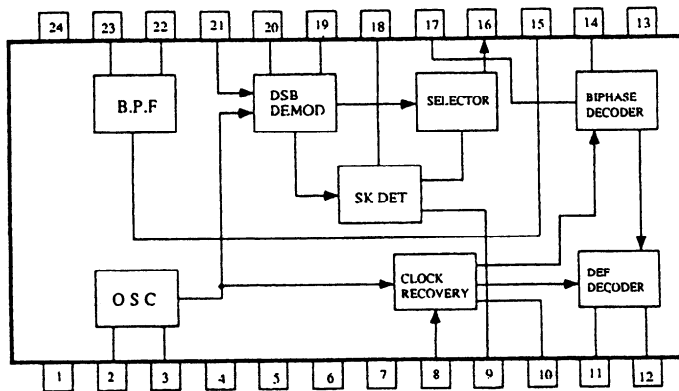 24 23 22 21 20 19 18 17 16 15 14 13
B.P.F
DSB
DEMOD
SELECTOR
BIPHASE
DECODER
SK DET
OSC
CLOCK
RECOVERY
DEF
DECODER
1 2 3 4 5 6 7 8 9 10 11 12